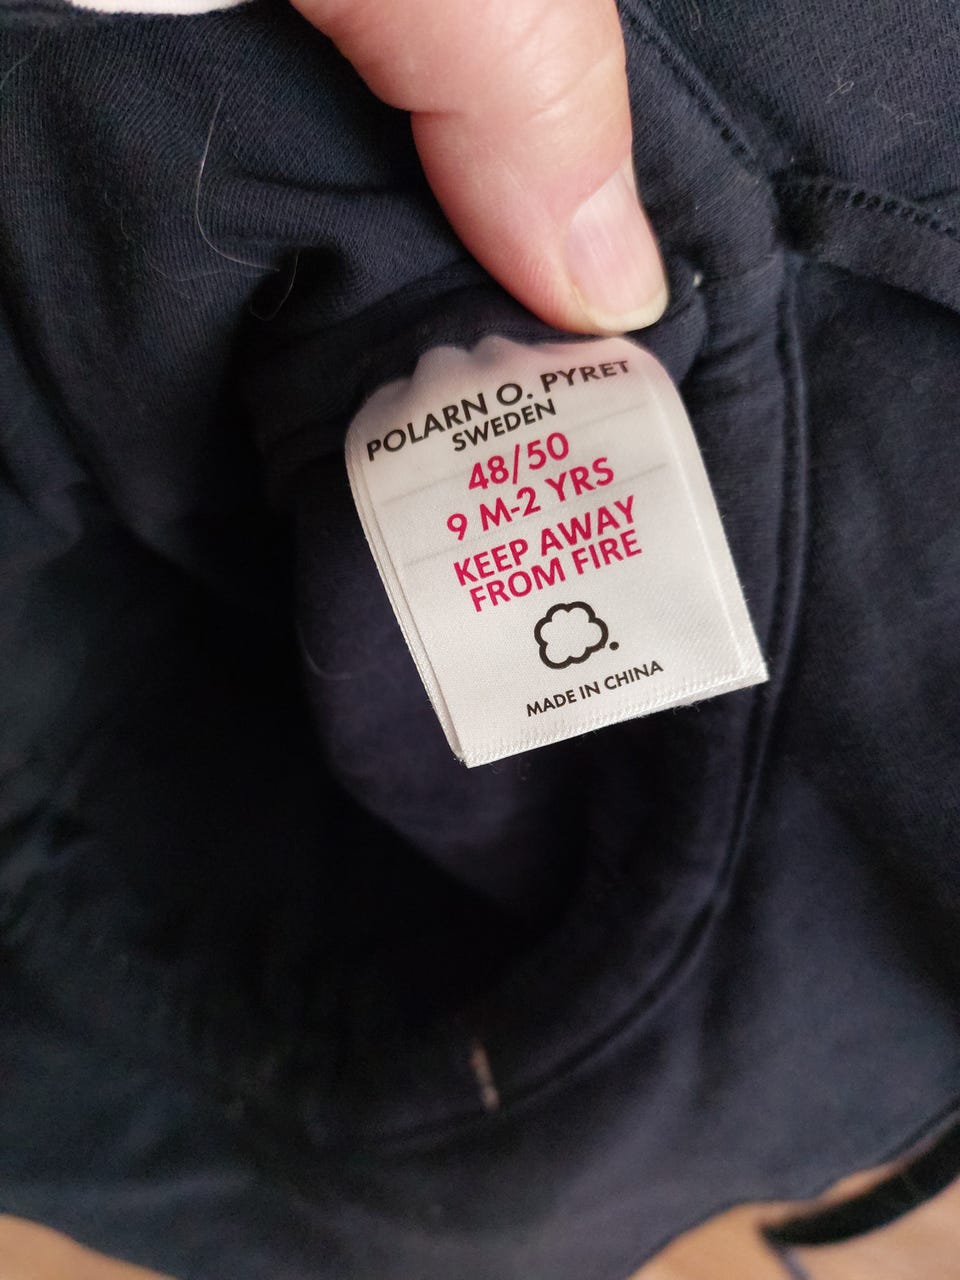 POLARN O. PYRET
SWEDEN
48/50
9 M-2 YRS
KEEP AWAY
FROM FIRE
MADE IN CHINA